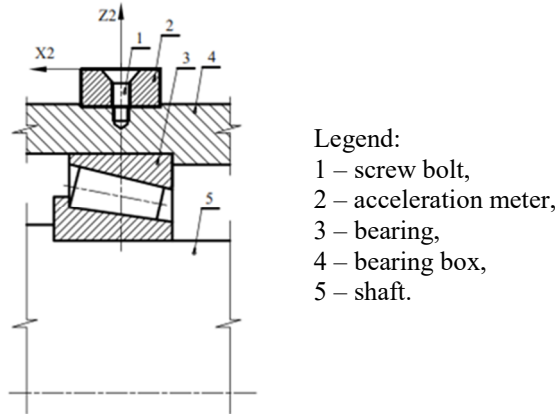 Z2
1
2
X2
3
4
5
Legend:
1 – screw bolt,
2 – acceleration meter,
3 – bearing,
4 – bearing box,
5 – shaft.